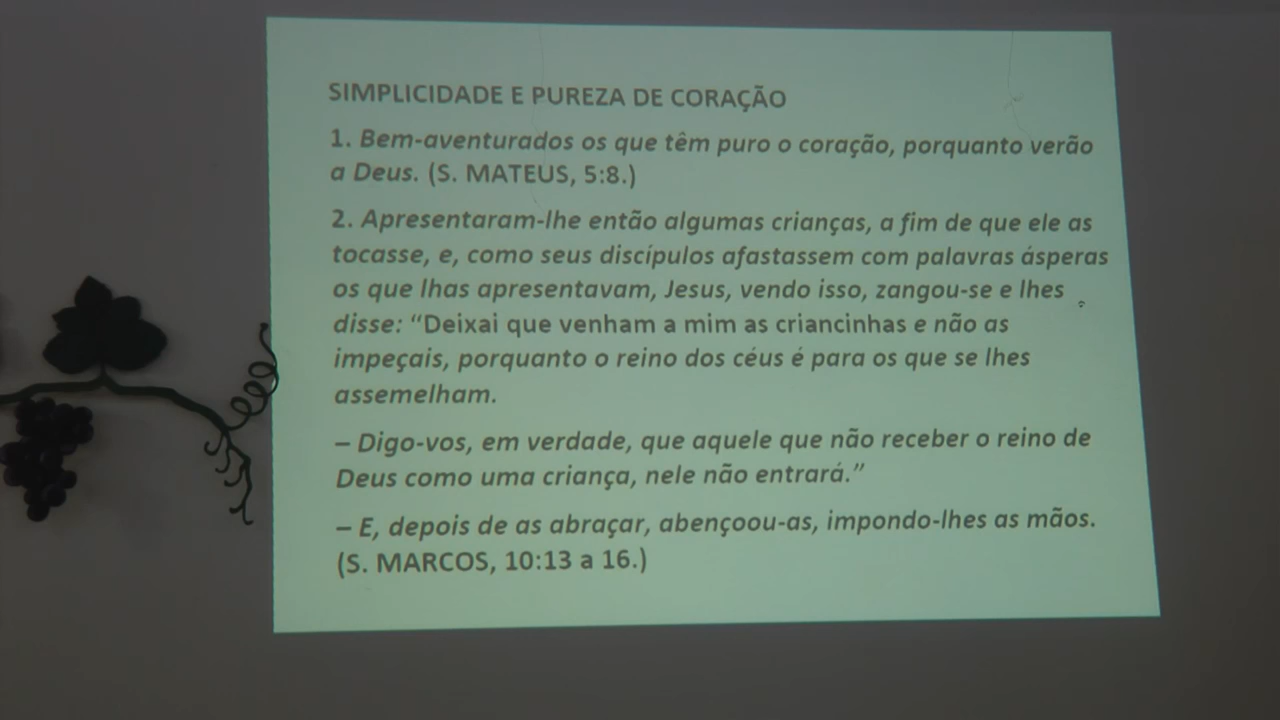 SIMPLICIDADE E PUREZA DE CORAÇÃO
1. Bem-aventurados os que têm puro o coração, porquanto verão
a Deus. (S. MATEUS, 5:8.)
2. Apresentaram-lhe então algumas crianças, a fim de que ele as
tocasse, e, como seus discípulos afastassem com palavras ásperas
os que lhas apresentavam, Jesus, vendo isso, zangou-se e lhes
disse: “Deixai que venham a mim as criancinhas e não as
impeçais, porquanto o reino dos céus é para os que se lhes
assemelham.
– Digo-vos, em verdade, que aquele que não receber o reino de
Deus como uma criança, nele não entrará.”
– E, depois de as abraçar, abençoou-as, impondo-lhes as mãos.
(S. MARCOS, 10:13 a 16.)